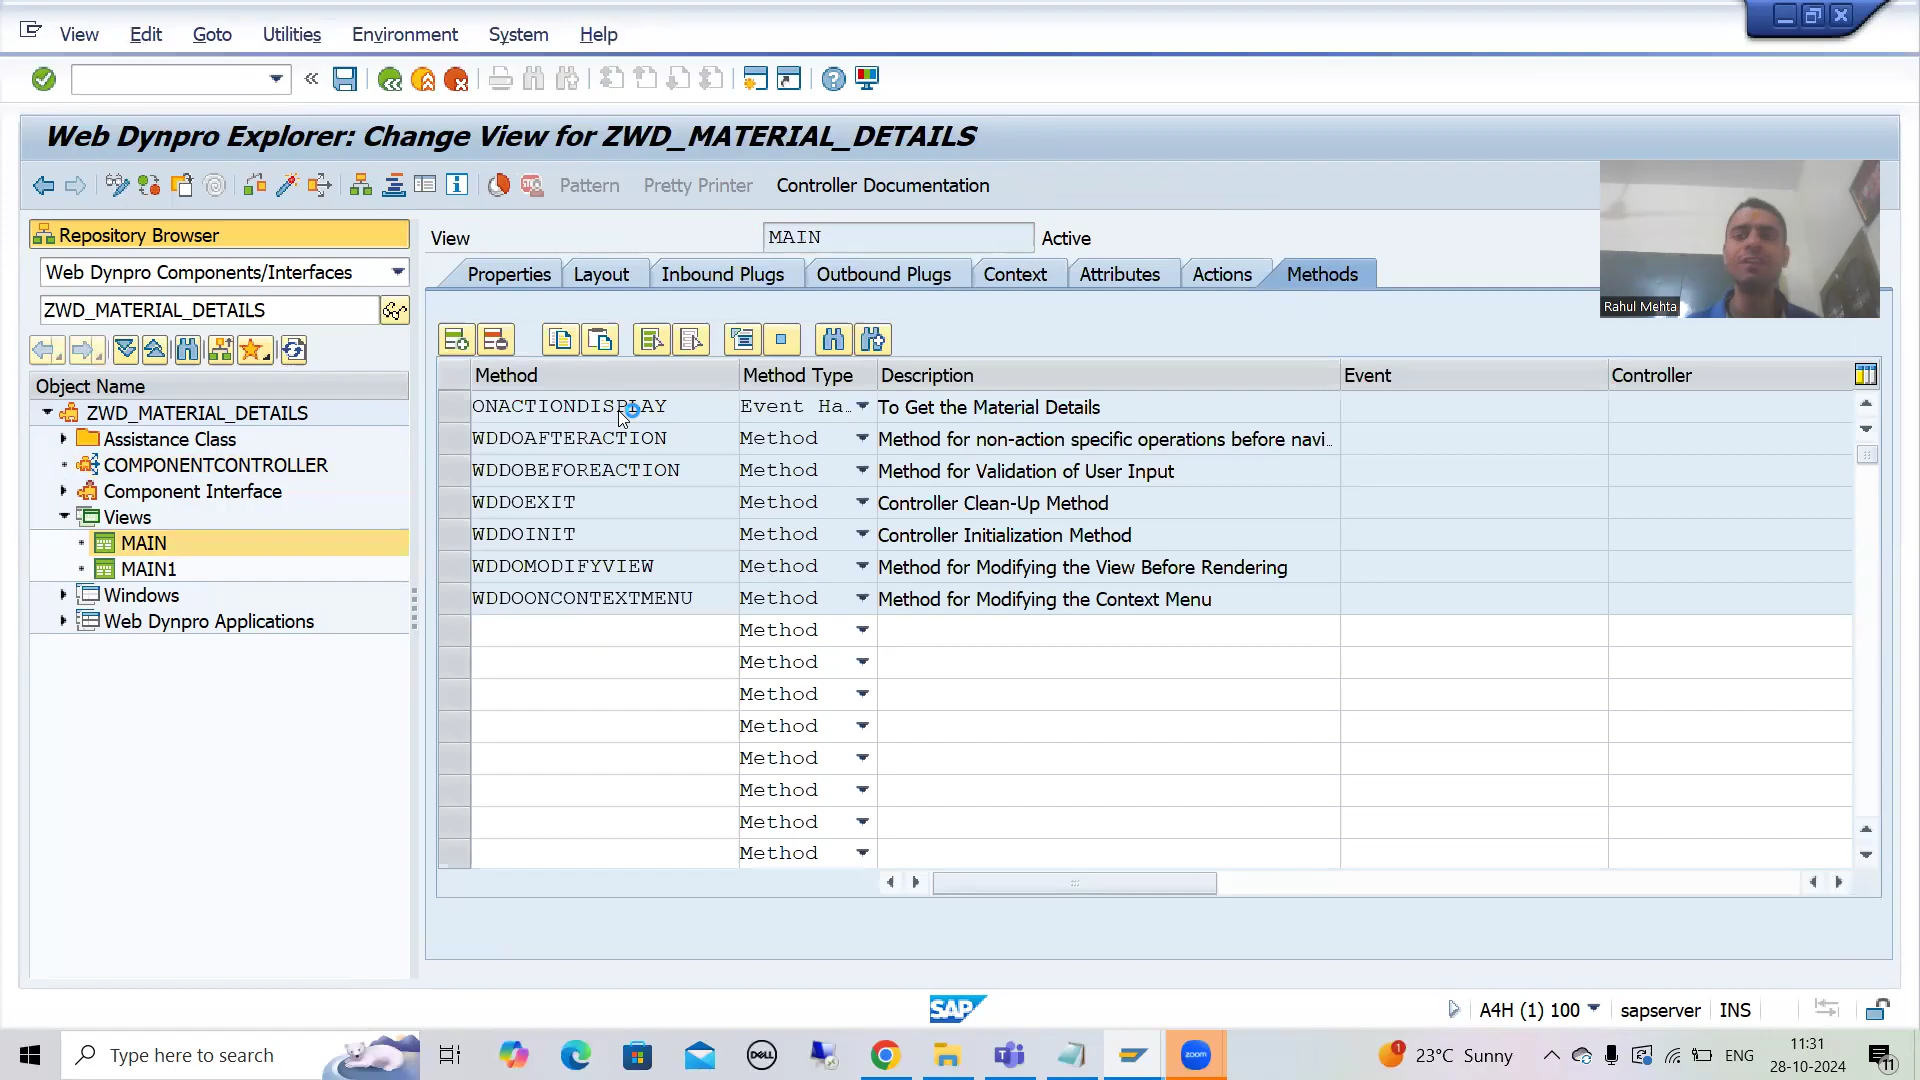 View Edit Goto Utilities Environment System Help
Web Dynpro Explorer: Change View for ZWD_MATERIAL_DETAILS
Pattern Pretty Printer Controller Documentation
Repository Browser
Web Dynpro Components/Interfaces
ZWD_MATERIAL_DETAILS
Object Name
ZWD_MATERIAL_DETAILS
Assistance Class
COMPONENTCONTROLLER
Component Interface
Views
MAIN
MAIN1
Windows
Web Dynpro Applications
View MAIN Active
Properties Layout Inbound Plugs Outbound Plugs Context Attributes Actions Methods
Method Method Type Description Event Controller
ONACTIONDISPLAY Event Ha.. To Get the Material Details
WDDOAFTERACTION Method Method for non-action specific operations before navi..
WDDOBEFOREACTION Method Method for Validation of User Input
WDDOEXIT Method Controller Clean-Up Method
WDDOINIT Method Controller Initialization Method
WDDOMODIFYVIEW Method Method for Modifying the View Before Rendering
WDDOONCONTEXTMENU Method Method for Modifying the Context Menu
Method
Method
Method
Method
Method
Method
Method
Method
Rahul Mehta
SAP
A4H (1) 100 sapserver INS
Type here to search
DELL
zoom
1
23°C Sunny
ENG
11:31
28-10-2024
11